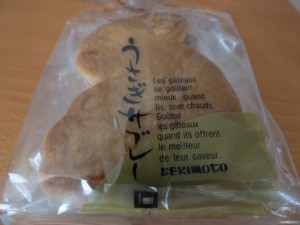 うさぎサブレー
Les gâteaux
se goûtent
mieux quand
ils sont chauds.
Goûtez
les gâteaux
quand ils offrent
le meilleur
de leur saveur.
SEKIMOTO